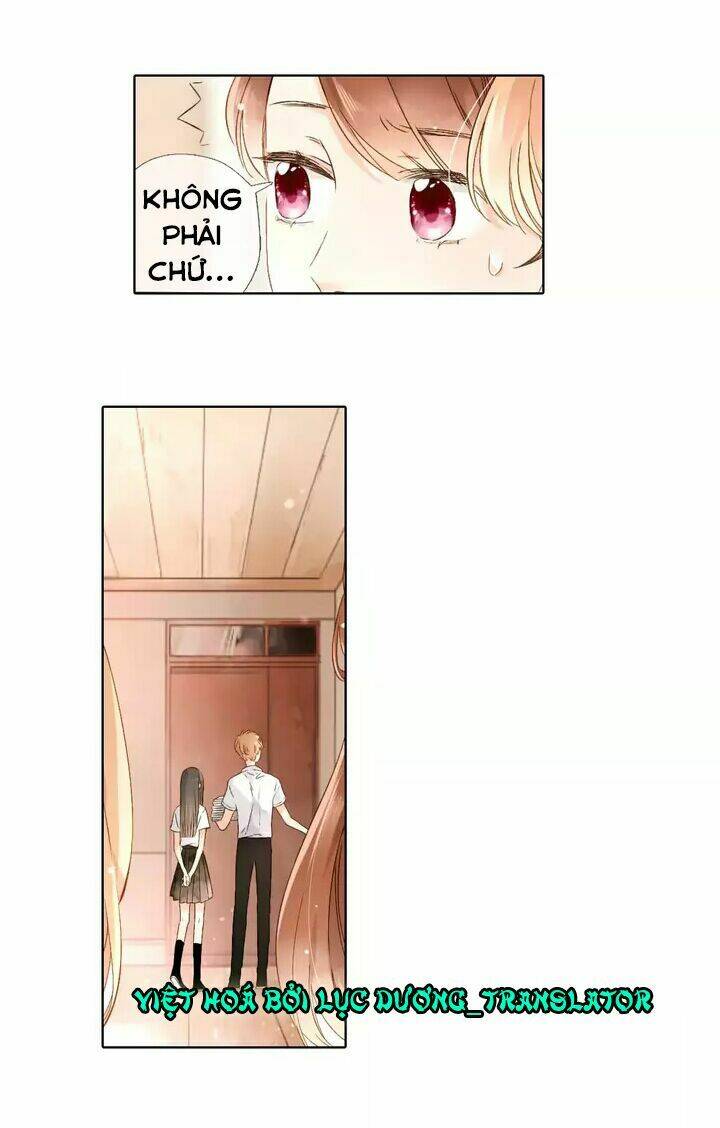 KHÔNG
PHẢI
CHỨ...
VIỆT HOÁ BỞI LỤC DƯƠNG_TRANSLATOR